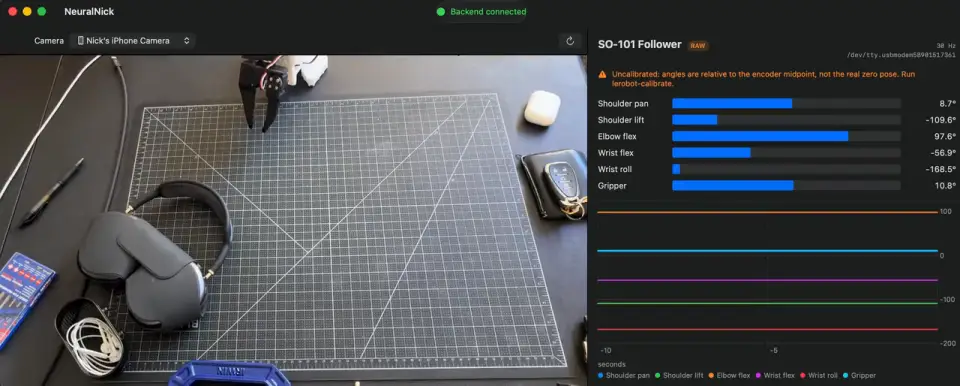 NeuralNick
Backend connected
Camera
Nick's iPhone Camera
SO-101 Follower
RAW
30 Hz
/dev/tty.usbmodem58901817361
Uncalibrated: angles are relative to the encoder midpoint, not the real zero pose. Run
lerobot-calibrate.
Shoulder pan
8.7°
Shoulder lift
-109.6°
Elbow flex
97.6°
Wrist flex
-56.9°
Wrist roll
-168.5°
Gripper
10.8°
100
0
-100
-200
-10
-5
seconds
Shoulder pan
Shoulder lift
Elbow flex
Wrist flex
Wrist roll
Gripper
IRWIN